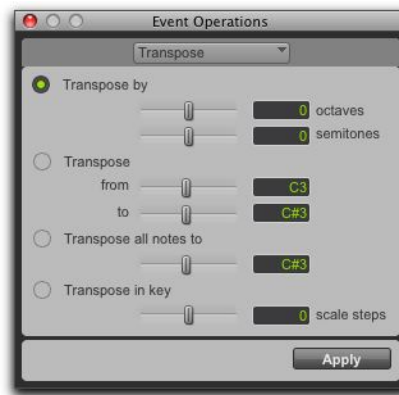 Event Operations
Transpose
Transpose by
0 octaves
0 semitones
Transpose
from C3
to C#3
Transpose all notes to
C#3
Transpose in key
0 scale steps
Apply